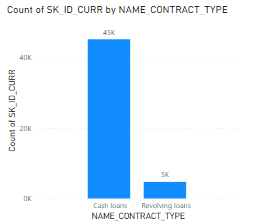 Count of SK_ID_CURR by NAME_CONTRACT_TYPE
45K
40K
Count of SK_ID_CURR
20K
5K
0K
Cash loans Revolving loans
NAME_CONTRACT_TYPE